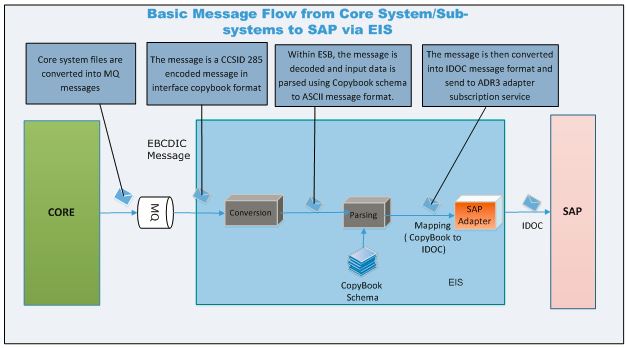 Basic Message Flow from Core System/Sub-
systems to SAP via EIS
Core system files are
converted into MQ
messages
The message is a CCSID 285
encoded message in
interface copybook format
Within ESB, the message is
decoded and input data is
parsed using Copybook schema
to ASCII message format.
The message is then converted
into IDOC message format and
send to ADR3 adapter
subscription service
EBCDIC
Message
CORE
MQ
Conversion
Parsing
SAP
Adapter
Mapping
( CopyBook to
IDOC)
IDOC
SAP
CopyBook
Schema
EIS